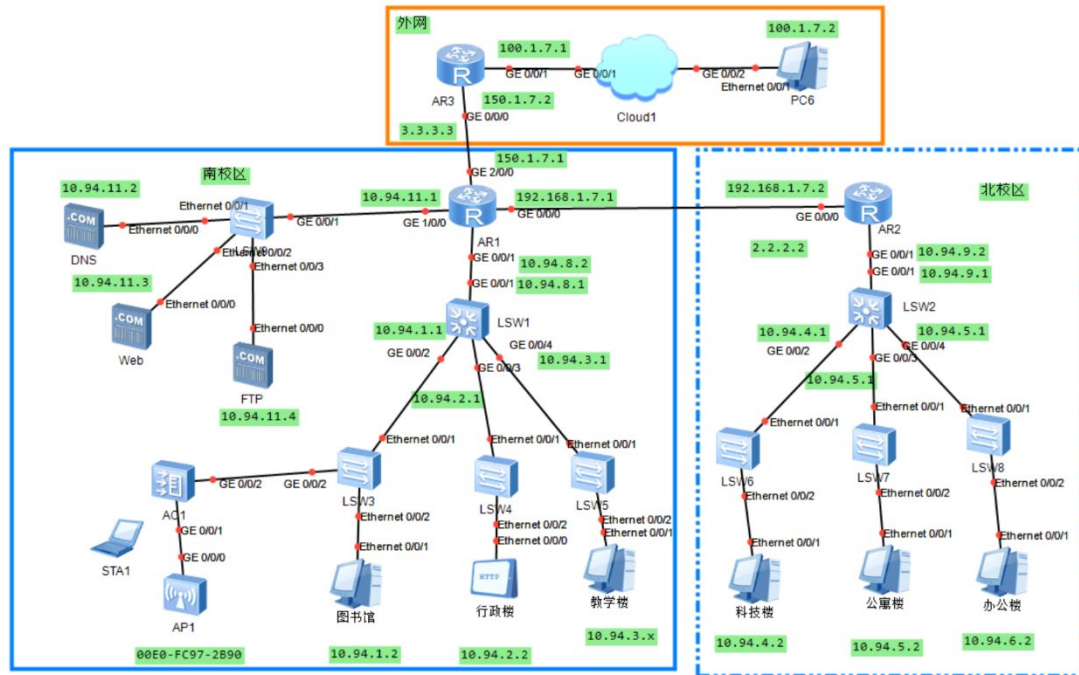 外网
100.1.7.1
100.1.7.2
R
GE 0/0/1
GE 0/0/1
GE 0/0/2
Ethernet 0/0/1
AR3
150.1.7.2
PC6
GE 0/0/0
Cloud1
3.3.3.3
150.1.7.1
南校区
北校区
GE 2/0/0
10.94.11.2
10.94.11.1
192.168.1.7.1
192.168.1.7.2
Ethernet 0/0/1
.COM
Ethernet 0/0/0
GE 0/0/1
GE 1/0/0
R
GE 0/0/0
GE 0/0/0
R
LSW9
AR1
AR2
DNS
Ethernet 0/0/2
Ethernet 0/0/3
GE 0/0/1
10.94.8.2
2.2.2.2
GE 0/0/1
10.94.9.2
10.94.11.3
GE 0/0/1
10.94.8.1
GE 0/0/1
10.94.9.1
Ethernet 0/0/0
.COM
Web
Ethernet 0/0/0
LSW1
LSW2
10.94.1.1
GE 0/0/2
GE 0/0/4
10.94.3.1
GE 0/0/3
10.94.4.1
GE 0/0/2
10.94.5.1
GE 0/0/4
GE 0/0/3
.COM
FTP
10.94.11.4
10.94.2.1
10.94.5.1
Ethernet 0/0/1
Ethernet 0/0/1
Ethernet 0/0/1
Ethernet 0/0/1
Ethernet 0/0/1
Ethernet 0/0/1
GE 0/0/2
GE 0/0/2
AC1
LSW3
LSW4
LSW5
LSW6
LSW7
LSW8
GE 0/0/1
Ethernet 0/0/2
Ethernet 0/0/2
Ethernet 0/0/2
Ethernet 0/0/2
Ethernet 0/0/2
Ethernet 0/0/2
STA1
GE 0/0/0
Ethernet 0/0/1
Ethernet 0/0/0
Ethernet 0/0/1
Ethernet 0/0/1
Ethernet 0/0/1
Ethernet 0/0/1
HTTP
AP1
图书馆
行政楼
教学楼
科技楼
公寓楼
办公楼
10.94.3.x
00E0-FC97-2B90
10.94.1.2
10.94.2.2
10.94.4.2
10.94.5.2
10.94.6.2